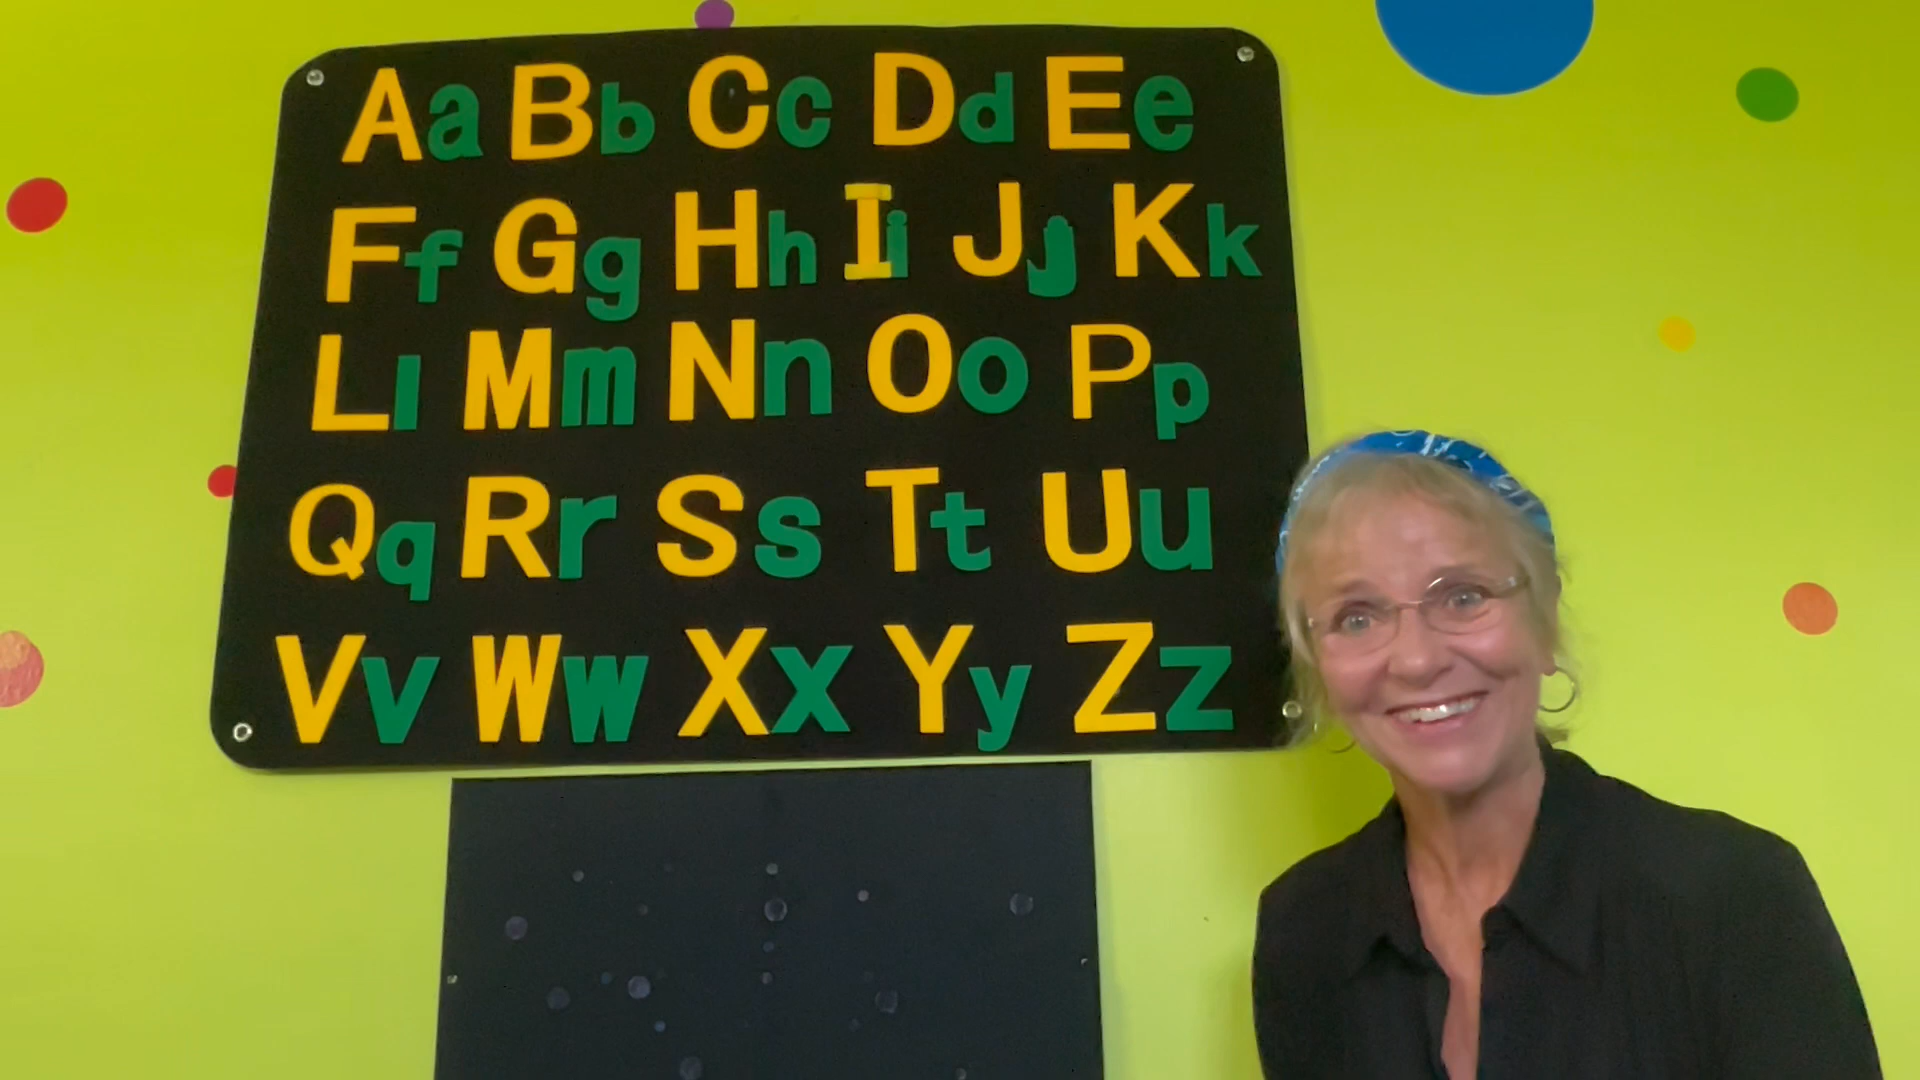 Aa Bb Cc Dd Ee
Ff Gg Hh Ii Jj Kk
Ll Mm Nn Oo Pp
Qq Rr Ss Tt Uu
Vv Ww Xx Yy Zz